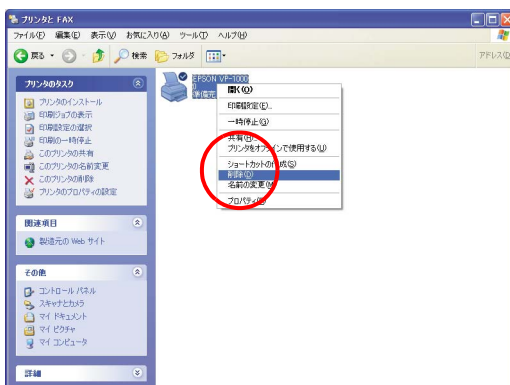 プリンタと FAX
ファイル(F) 編集(E) 表示(V) お気に入り(A) ツール(T) ヘルプ(H)
戻る 検索 フォルダ
アドレス(D)
プリンタのタスク
プリンタのインストール
印刷ジョブの表示
印刷設定の選択
印刷の一時停止
このプリンタの共有
このプリンタの名前変更
このプリンタの削除
プリンタのプロパティの設定
関連項目
製造元の Web サイト
その他
コントロール パネル
スキャナとカメラ
マイ ドキュメント
マイ ピクチャ
マイ コンピュータ
詳細
EPSON VP-1000
0
準備完
開く(O)
印刷設定(E)...
一時停止(G)
共有(H)...
プリンタをオフラインで使用する(U)
ショートカットの作成(S)
削除(D)
名前の変更(M)
プロパティ(R)